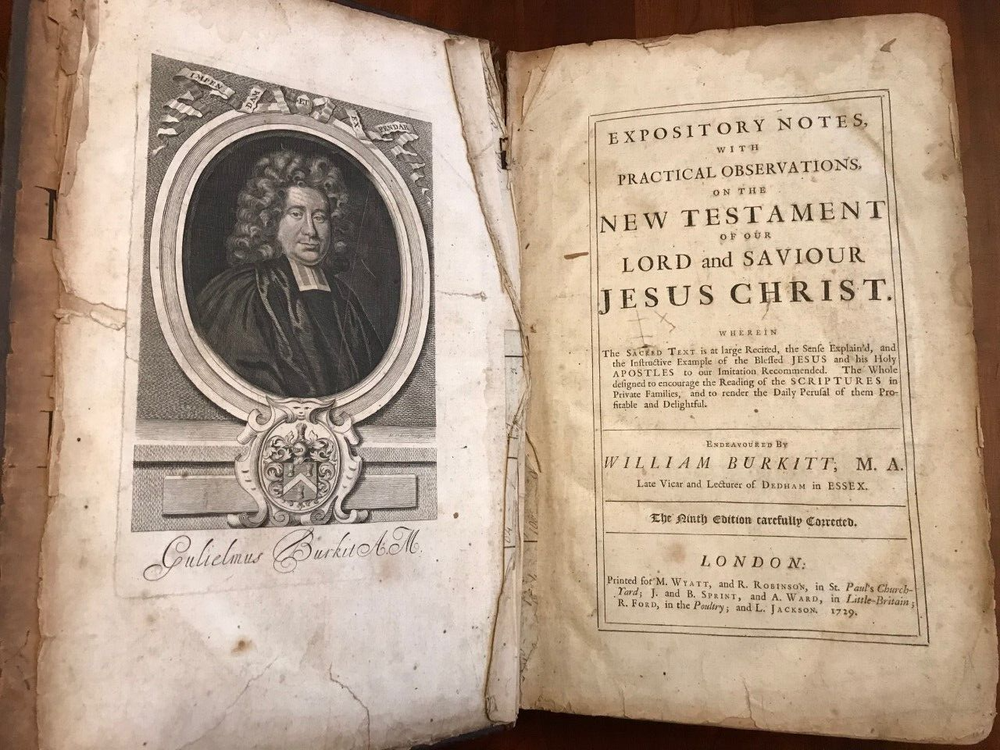 IMPEN
DAM
ET
EX
PENDAR
Gulielmus Burkit A.M.
EXPOSITORY NOTES,
WITH
PRACTICAL OBSERVATIONS,
ON THE
NEW TESTAMENT
OF OUR
LORD and SAVIOUR
JESUS CHRIST.
WHEREIN
The SACRED TEXT is at large Recited, the Senſe Explain'd, and
the Inſtructive Example of the Bleſſed JESUS and his Holy
APOSTLES to our Imitation Recommended. The Whole
deſigned to encourage the Reading of the SCRIPTURES in
Private Families, and to render the Daily Peruſal of them Pro-
fitable and Delightful.
ENDEAVOURED By
WILLIAM BURKITT, M. A.
Late Vicar and Lecturer of DEDHAM in ESSEX.
The Ninth Edition carefully Corrected.
LONDON:
Printed for M. WYATT, and R. ROBINSON, in St. Paul's Church-
Yard; J. and B. SPRINT, and A. WARD, in Little-Britain;
R. FORD, in the Poultry; and L. JACKSON. 1729.